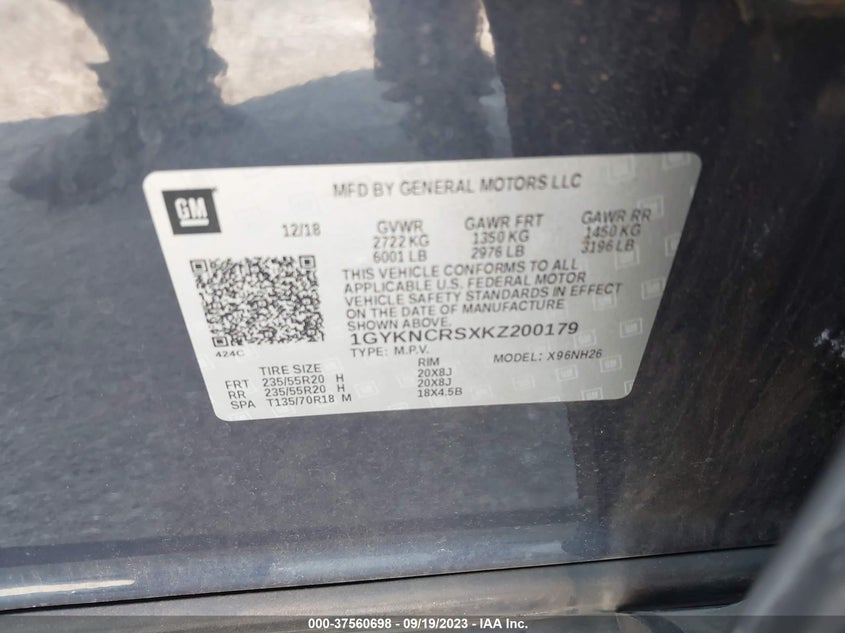 GM
MFD BY GENERAL MOTORS LLC
12/18
GVWR GAWR FRT GAWR RR
2722 KG 1350 KG 1450 KG
6001 LB 2976 LB 3196 LB
THIS VEHICLE CONFORMS TO ALL
APPLICABLE U.S. FEDERAL MOTOR
VEHICLE SAFETY STANDARDS IN EFFECT
ON THE DATE OF MANUFACTURE
SHOWN ABOVE.
1GYKNCRSXKZ200179
424C
TYPE: M.P.V. MODEL: X96NH26
TIRE SIZE RIM
FRT 235/55R20 H 20X8J
RR 235/55R20 H 20X8J
SPA T135/70R18 M 18X4.5B
000-37560698 - 09/19/2023 - IAA Inc.